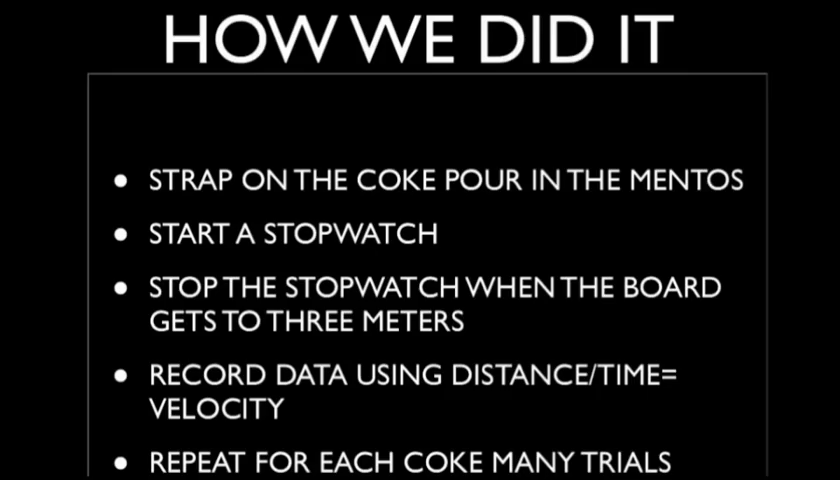 HOW WE DID IT
• STRAP ON THE COKE POUR IN THE MENTOS
• START A STOPWATCH
• STOP THE STOPWATCH WHEN THE BOARD
GETS TO THREE METERS
• RECORD DATA USING DISTANCE/TIME=
VELOCITY
• REPEAT FOR EACH COKE MANY TRIALS